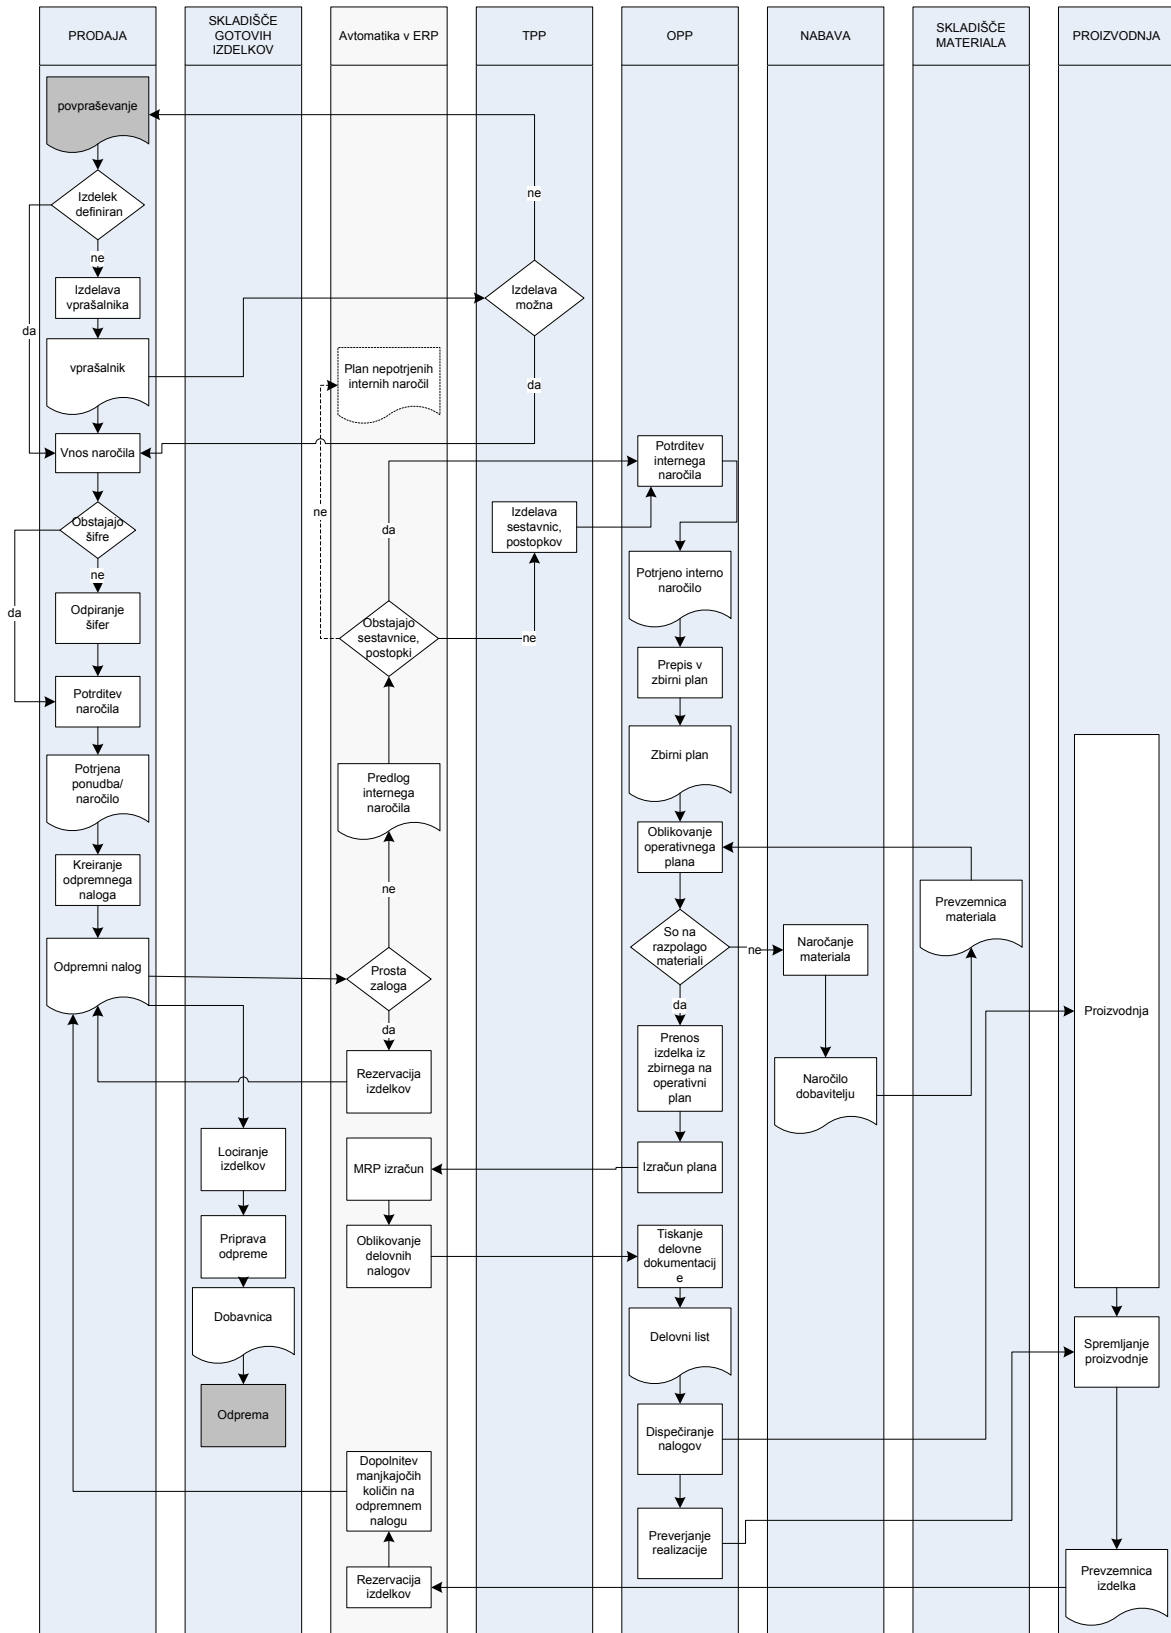 PRODAJA
SKLADIŠČE
GOTOVIH
IZDELKOV
Avtomatika v ERP
TPP
OPP
NABAVA
SKLADIŠČE
MATERIALA
PROIZVODNJA
povpraševanje
Izdelek
definiran
ne
da
Izdelava
vprašalnika
vprašalnik
Vnos naročila
Obstajajo
šifre
ne
da
Odpiranje
šifer
Potrditev
naročila
Potrjena
ponudba/
naročilo
Kreiranje
odpremnega
naloga
Odpremni nalog
Lociranje
izdelkov
Priprava
odpreme
Dobavnica
Odprema
Plan nepotrjenih
internih naročil
ne
da
Obstajajo
sestavnice,
postopki
ne
Predlog
internega
naročila
ne
Prosta
zaloga
da
Rezervacija
izdelkov
MRP izračun
Oblikovanje
delovnih
nalogov
Dopolnitev
manjkajočih
količin na
odpremnem
nalogu
Rezervacija
izdelkov
ne
Izdelava
možna
da
Izdelava
sestavnic,
postopkov
Potrditev
internega
naročila
Potrjeno interno
naročilo
Prepis v
zbirni plan
Zbirni plan
Oblikovanje
operativnega
plana
So na
razpolago
materiali
ne
da
Prenos
izdelka iz
zbirnega na
operativni
plan
Izračun plana
Tiskanje
delovne
dokumentacij
e
Delovni list
Dispečiranje
nalogov
Preverjanje
realizacije
Naročanje
materiala
Naročilo
dobavitelju
Prevzemnica
materiala
Proizvodnja
Spremljanje
proizvodnje
Prevzemnica
izdelka